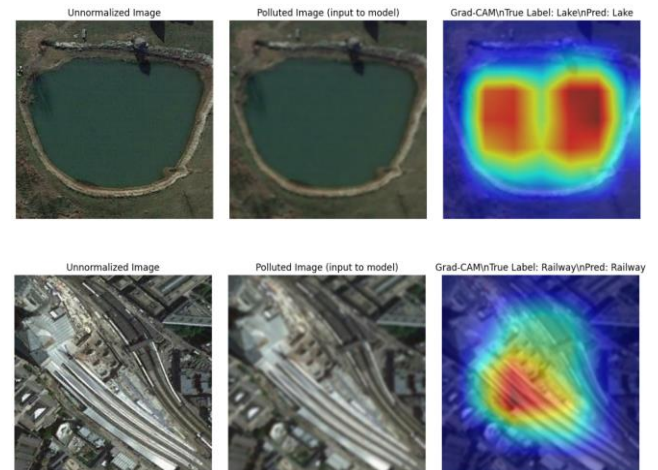 Unnormalized Image
Polluted Image (input to model)
Grad-CAM\nTrue Label: Lake\nPred: Lake
Unnormalized Image
Polluted Image (input to model)
Grad-CAM\nTrue Label: Railway\nPred: Railway